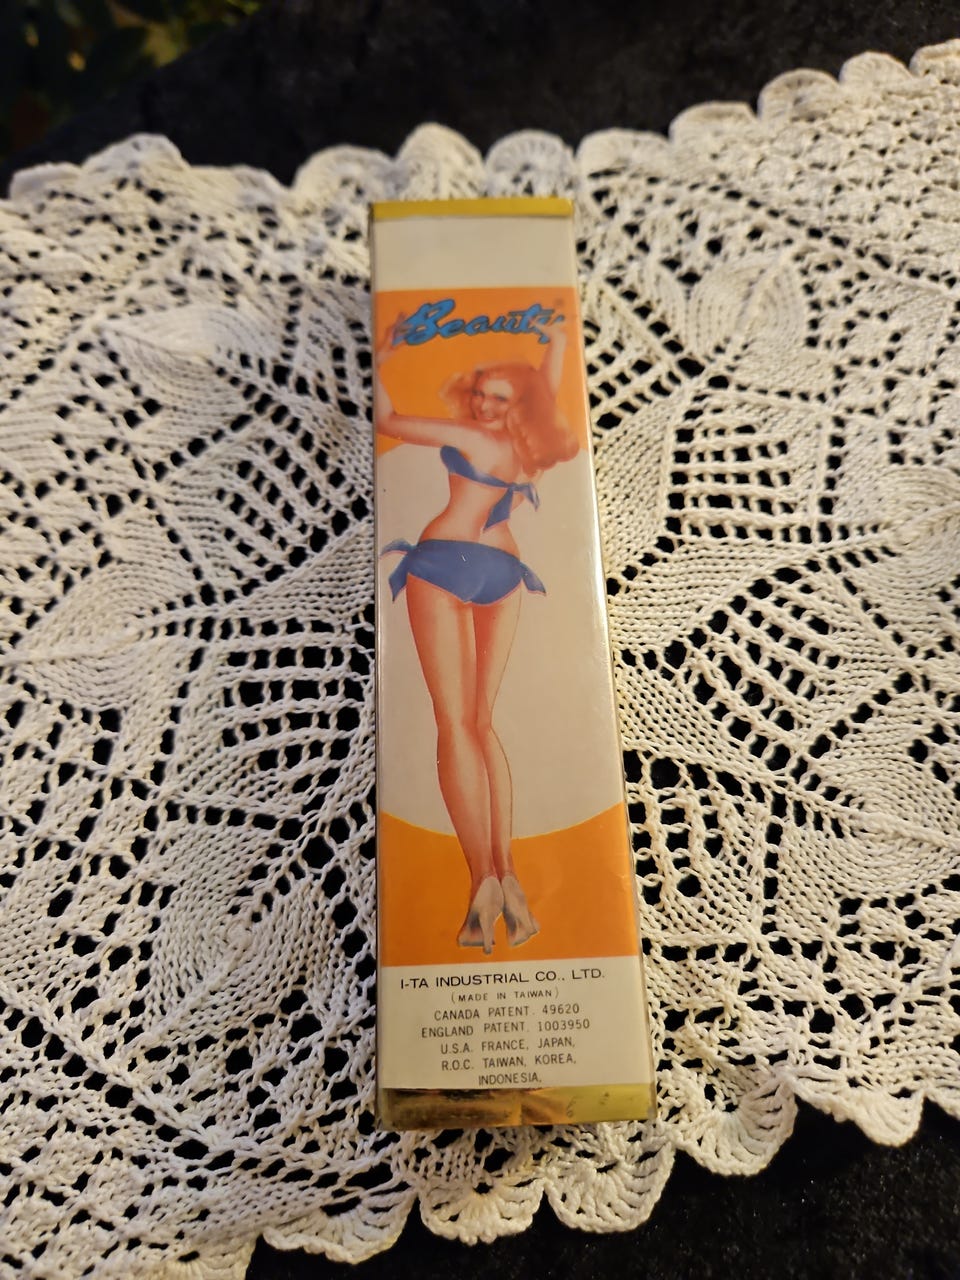 Beauty®
I-TA INDUSTRIAL CO., LTD.
(MADE IN TAIWAN)
CANADA PATENT. 49620
ENGLAND PATENT. 1003950
U.S.A. FRANCE, JAPAN,
R.O.C. TAIWAN, KOREA,
INDONESIA.